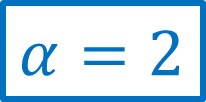 α = 2